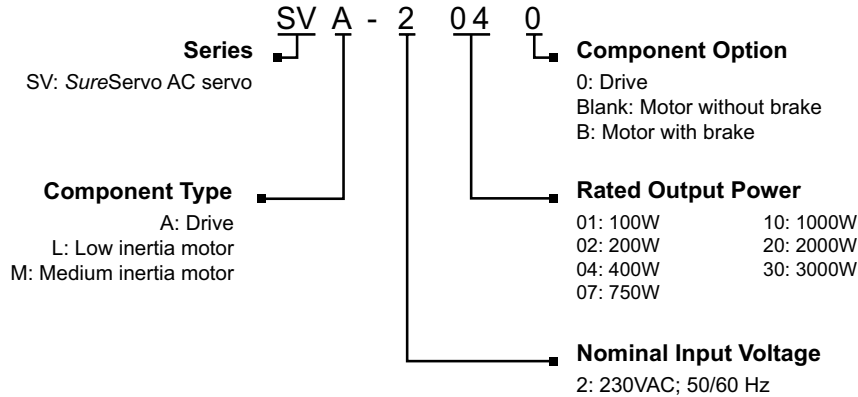 SV A - 2 04 0
Series
SV: SureServo AC servo
Component Type
A: Drive
L: Low inertia motor
M: Medium inertia motor
Component Option
0: Drive
Blank: Motor without brake
B: Motor with brake
Rated Output Power
01: 100W 10: 1000W
02: 200W 20: 2000W
04: 400W 30: 3000W
07: 750W
Nominal Input Voltage
2: 230VAC; 50/60 Hz